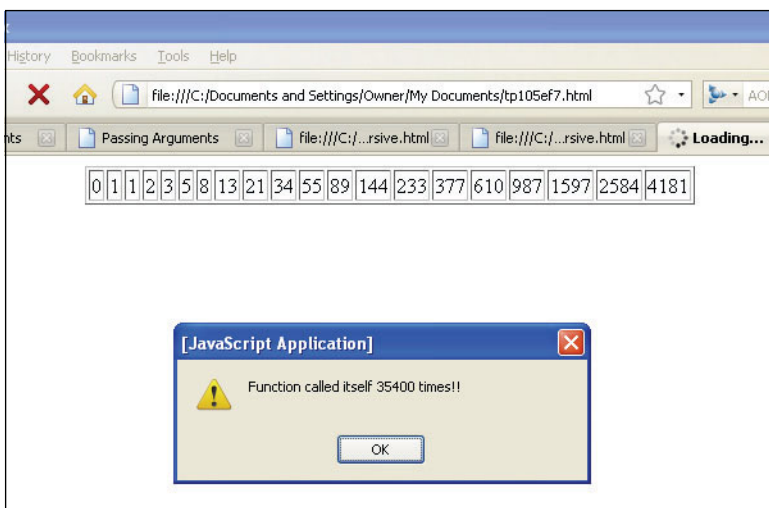 History Bookmarks Tools Help
file:///C:/Documents and Settings/Owner/My Documents/tp105ef7.html
nts Passing Arguments file:///C:/...rsive.html file:///C:/...rsive.html Loading...
0 1 1 2 3 5 8 13 21 34 55 89 144 233 377 610 987 1597 2584 4181
[JavaScript Application]
Function called itself 35400 times!!
OK